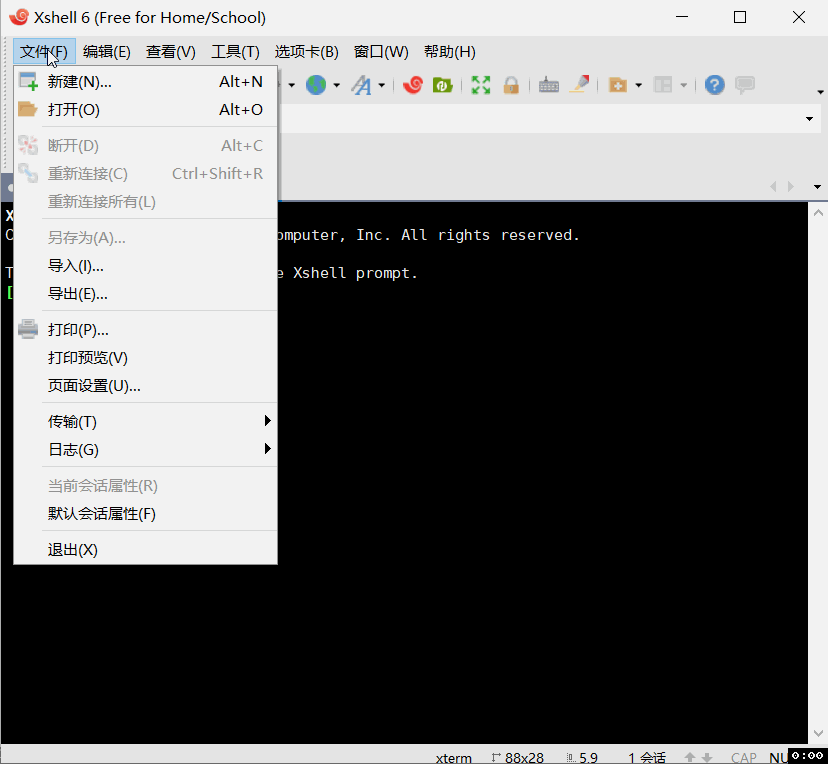 Xshell 6 (Free for Home/School)
文件(F) 编辑(E) 查看(V) 工具(T) 选项卡(B) 窗口(W) 帮助(H)
新建(N)... Alt+N
打开(O) Alt+O
断开(D) Alt+C
重新连接(C) Ctrl+Shift+R
重新连接所有(L)
另存为(A)...
导入(I)...
导出(E)...
打印(P)...
打印预览(V)
页面设置(U)...
传输(T)
日志(G)
当前会话属性(R)
默认会话属性(F)
退出(X)
X
C omputer, Inc. All rights reserved.
T e Xshell prompt.
[
xterm 88x28 5,9 1 会话 CAP NU 0:00